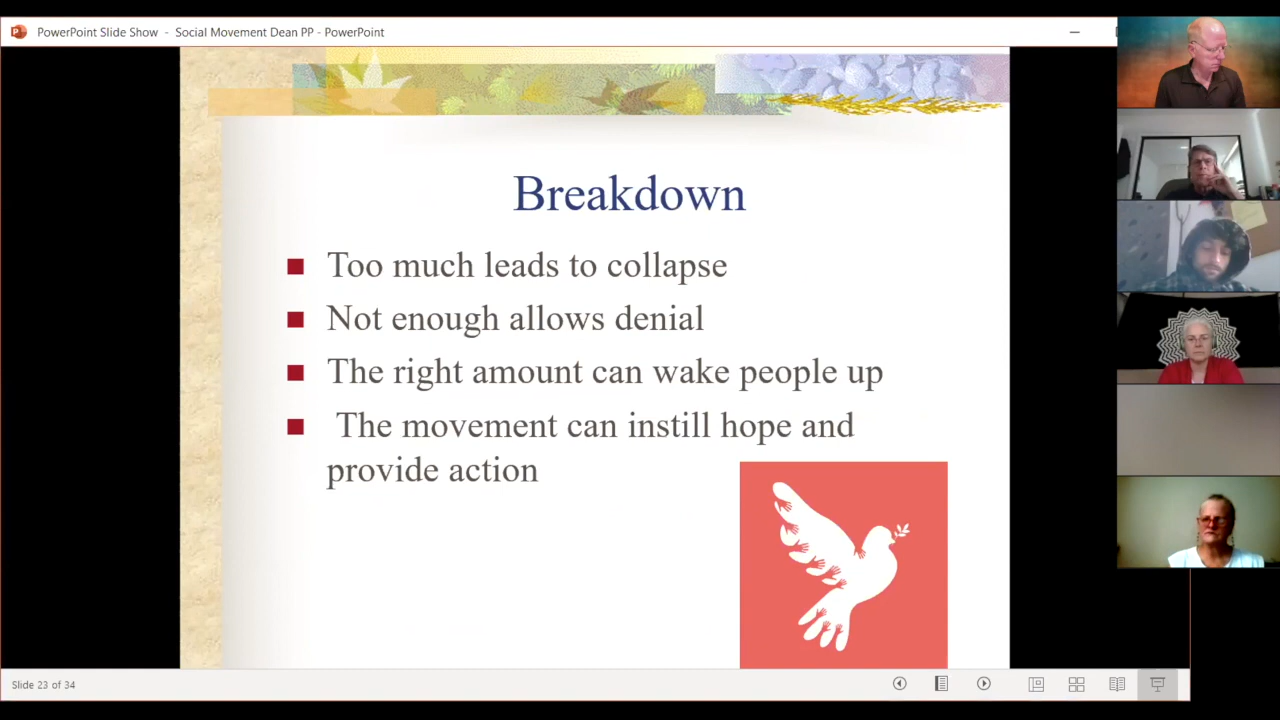 PowerPoint Slide Show - Social Movement Dean PP - PowerPoint
Breakdown
Too much leads to collapse
Not enough allows denial
The right amount can wake people up
The movement can instill hope and
provide action
Slide 23 of 34